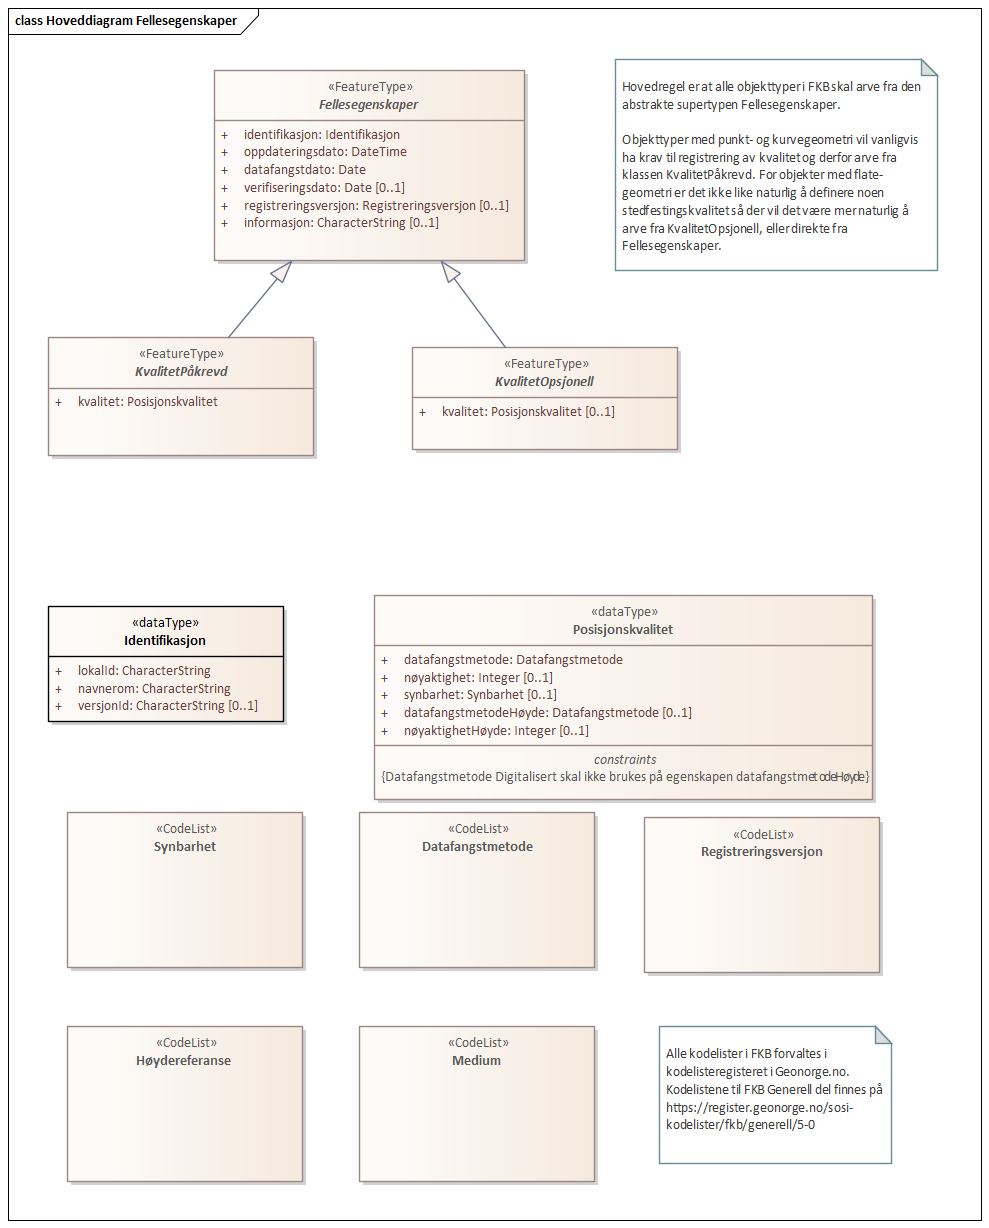 class Hoveddiagram Fellesegenskaper
«FeatureType»
Fellesegenskaper
+ identifikasjon: Identifikasjon
+ oppdateringsdato: DateTime
+ datafangstdato: Date
+ verifiseringsdato: Date [0..1]
+ registreringsversjon: Registreringsversjon [0..1]
+ informasjon: CharacterString [0..1]
Hovedregel er at alle objekttyper i FKB skal arve fra den
abstrakte supertypen Fellesegenskaper.
Objekttyper med punkt- og kurvegeometri vil vanligvis
ha krav til registrering av kvalitet og derfor arve fra
klassen KvalitetPåkrevd. For objekter med flate-
geometri er det ikke like naturlig å definere noen
stedfestingskvalitet så der vil det være mer naturlig å
arve fra KvalitetOpsjonell, eller direkte fra
Fellesegenskaper.
«FeatureType»
KvalitetPåkrevd
+ kvalitet: Posisjonskvalitet
«FeatureType»
KvalitetOpsjonell
+ kvalitet: Posisjonskvalitet [0..1]
«dataType»
Identifikasjon
+ lokalId: CharacterString
+ navnerom: CharacterString
+ versjonId: CharacterString [0..1]
«dataType»
Posisjonskvalitet
+ datafangstmetode: Datafangstmetode
+ nøyaktighet: Integer [0..1]
+ synbarhet: Synbarhet [0..1]
+ datafangstmetodeHøyde: Datafangstmetode [0..1]
+ nøyaktighetHøyde: Integer [0..1]
constraints
{Datafangstmetode Digitalisert skal ikke brukes på egenskapen datafangstmetodeHøyde}
«CodeList»
Synbarhet
«CodeList»
Datafangstmetode
«CodeList»
Registreringsversjon
«CodeList»
Høydereferanse
«CodeList»
Medium
Alle kodelister i FKB forvaltes i
kodelisteregisteret i Geonorge.no.
Kodelistene til FKB Generell del finnes på
https://register.geonorge.no/sosi-
kodelister/fkb/generell/5-0